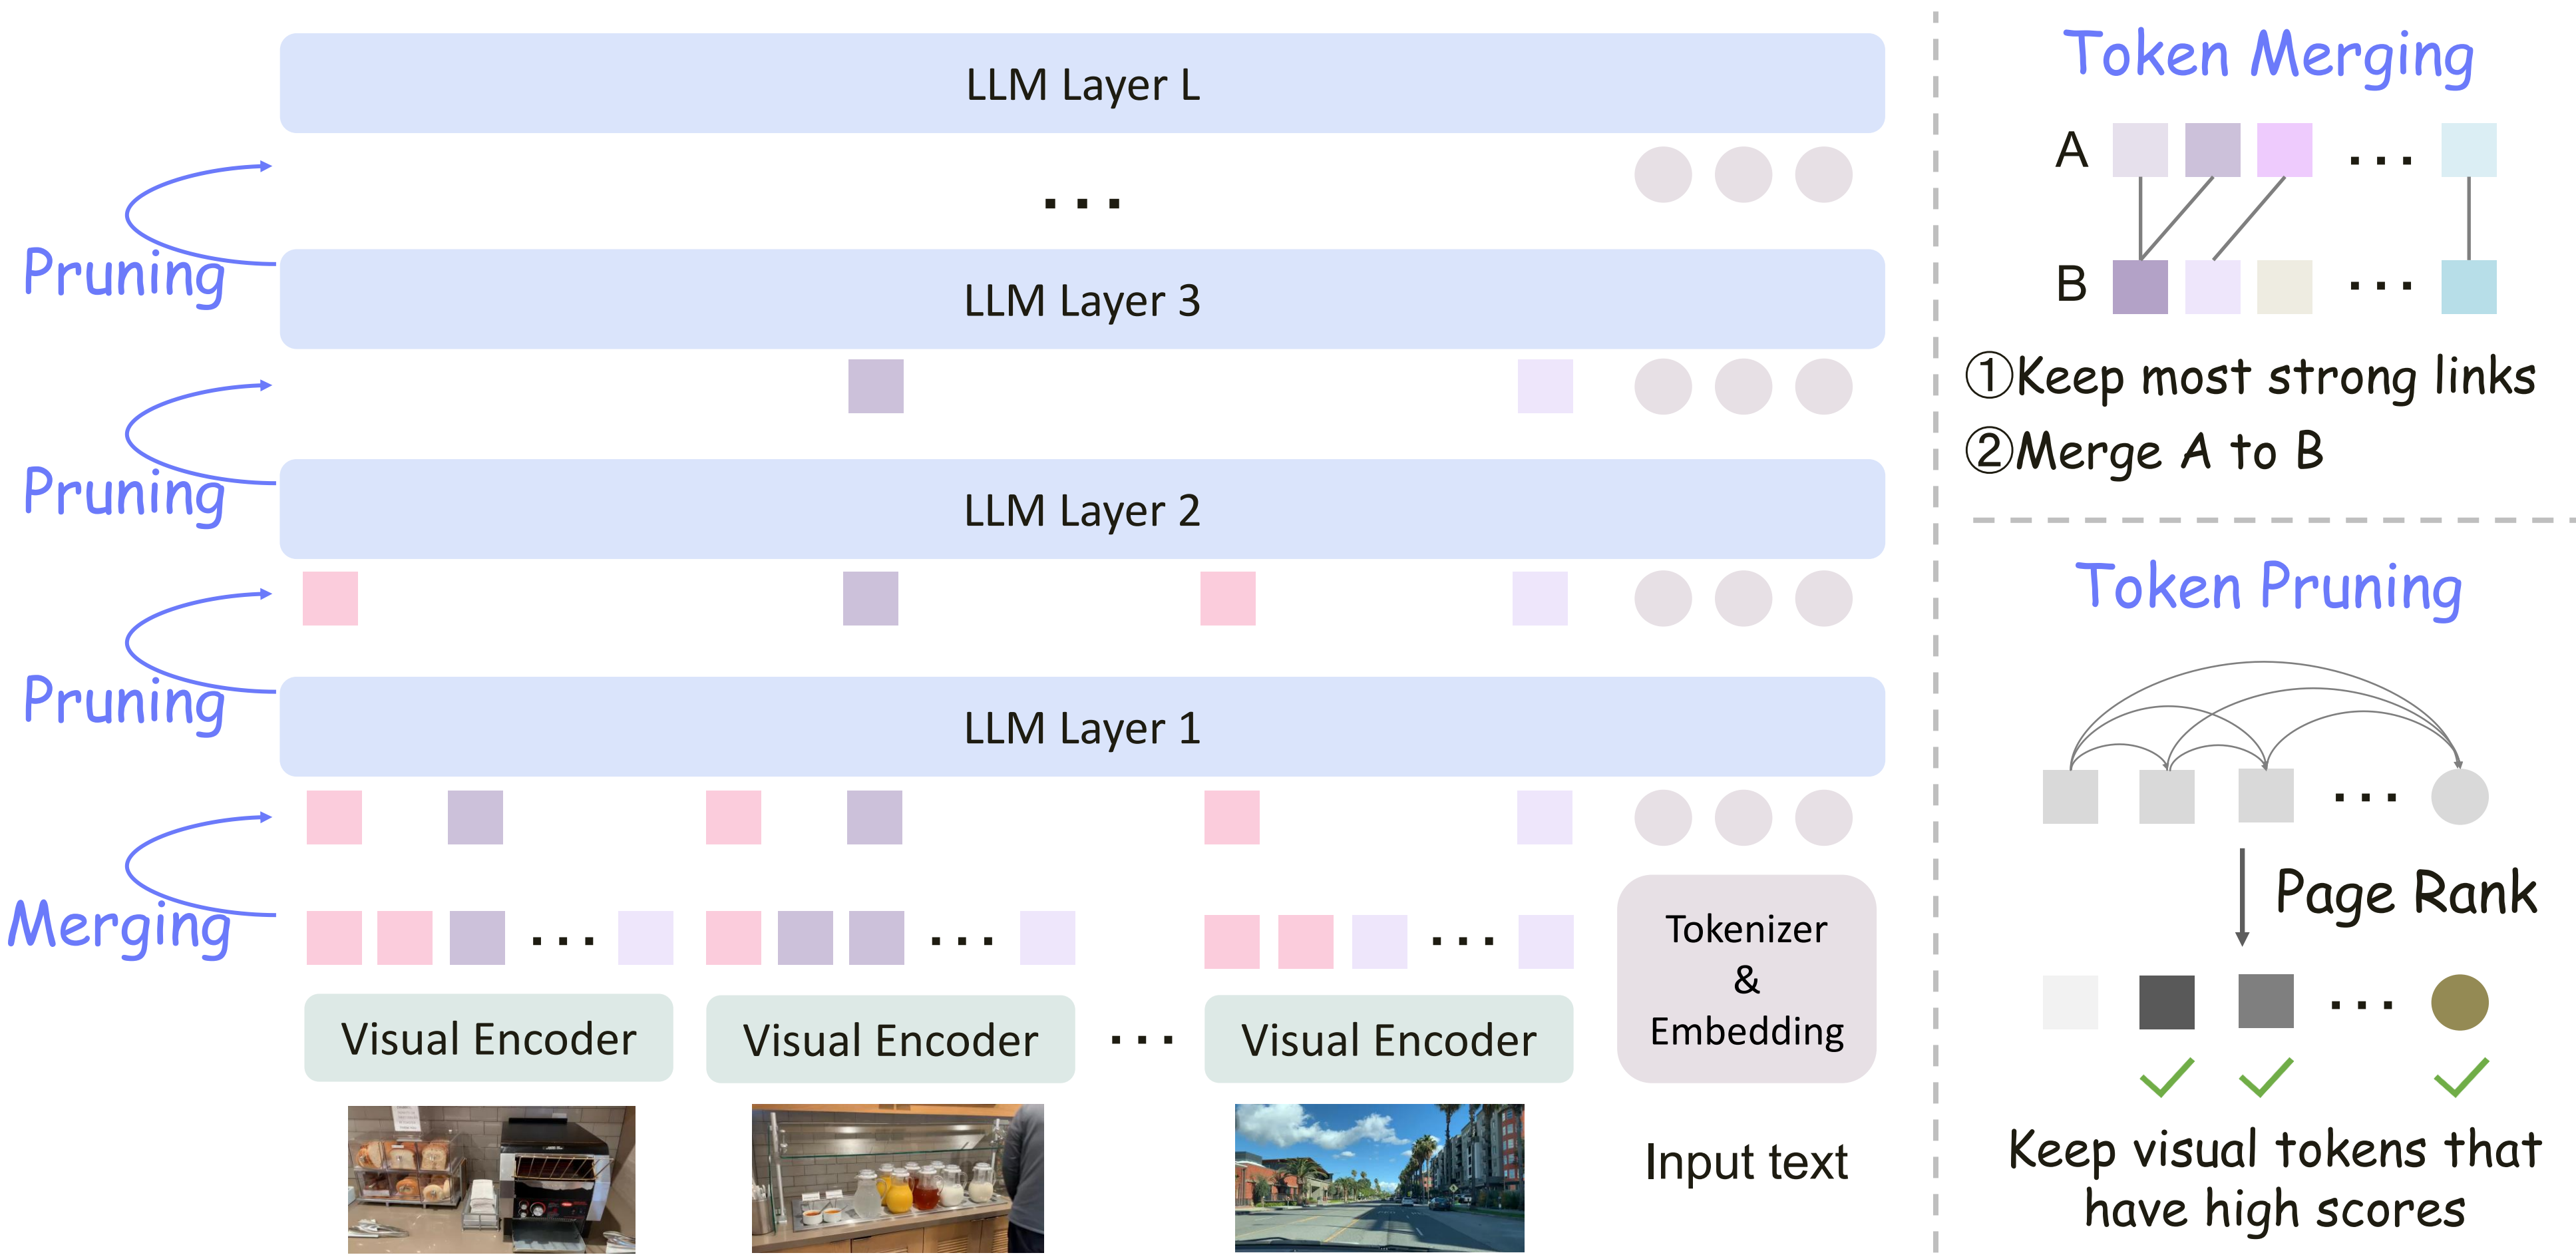 LLM Layer L
Pruning
LLM Layer 3
Pruning
LLM Layer 2
Pruning
LLM Layer 1
Merging
Visual Encoder
Visual Encoder
Visual Encoder
Tokenizer
&
Embedding
Input text
Token Merging
A
B
①Keep most strong links
②Merge A to B
Token Pruning
Page Rank
Keep visual tokens that
have high scores